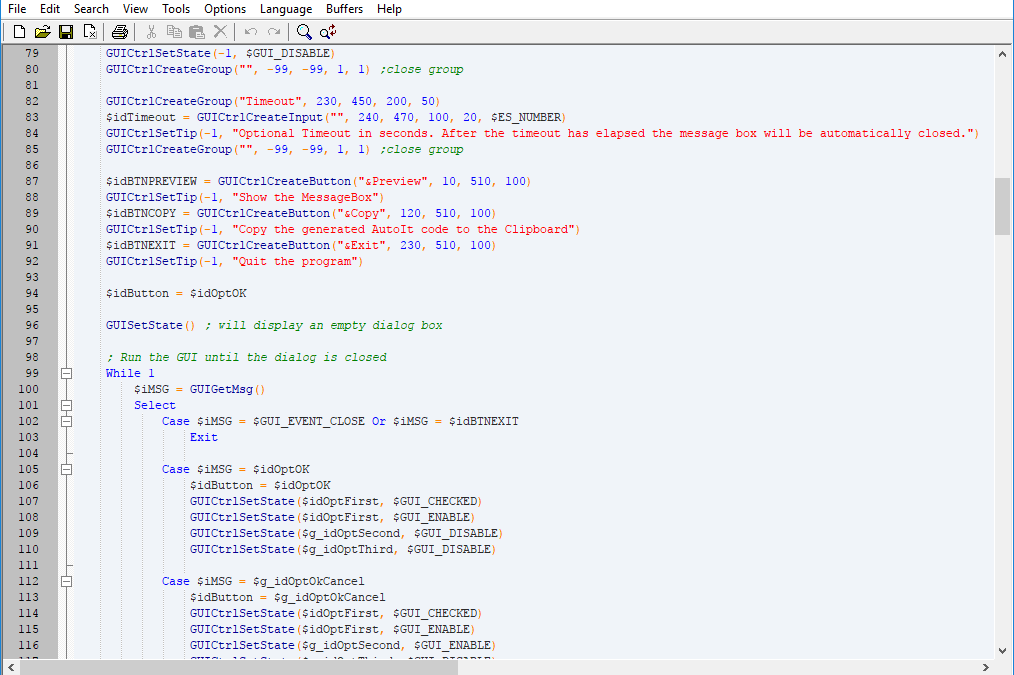 File Edit Search View Tools Options Language Buffers Help
79 GUICtrlSetState(-1, $GUI_DISABLE)
80 GUICtrlCreateGroup("", -99, -99, 1, 1) ;close group
81
82 GUICtrlCreateGroup("Timeout", 230, 450, 200, 50)
83 $idTimeout = GUICtrlCreateInput("", 240, 470, 100, 20, $ES_NUMBER)
84 GUICtrlSetTip(-1, "Optional Timeout in seconds. After the timeout has elapsed the message box will be automatically closed.")
85 GUICtrlCreateGroup("", -99, -99, 1, 1) ;close group
86
87 $idBTNPREVIEW = GUICtrlCreateButton("&Preview", 10, 510, 100)
88 GUICtrlSetTip(-1, "Show the MessageBox")
89 $idBTNCOPY = GUICtrlCreateButton("&Copy", 120, 510, 100)
90 GUICtrlSetTip(-1, "Copy the generated AutoIt code to the Clipboard")
91 $idBTNEXIT = GUICtrlCreateButton("&Exit", 230, 510, 100)
92 GUICtrlSetTip(-1, "Quit the program")
93
94 $idButton = $idOptOK
95
96 GUISetState() ; will display an empty dialog box
97
98 ; Run the GUI until the dialog is closed
99 While 1
100 $iMSG = GUIGetMsg()
101 Select
102 Case $iMSG = $GUI_EVENT_CLOSE Or $iMSG = $idBTNEXIT
103 Exit
104
105 Case $iMSG = $idOptOK
106 $idButton = $idOptOK
107 GUICtrlSetState($idOptFirst, $GUI_CHECKED)
108 GUICtrlSetState($idOptFirst, $GUI_ENABLE)
109 GUICtrlSetState($g_idOptSecond, $GUI_DISABLE)
110 GUICtrlSetState($g_idOptThird, $GUI_DISABLE)
111
112 Case $iMSG = $g_idOptOkCancel
113 $idButton = $g_idOptOkCancel
114 GUICtrlSetState($idOptFirst, $GUI_CHECKED)
115 GUICtrlSetState($idOptFirst, $GUI_ENABLE)
116 GUICtrlSetState($g_idOptSecond, $GUI_ENABLE)